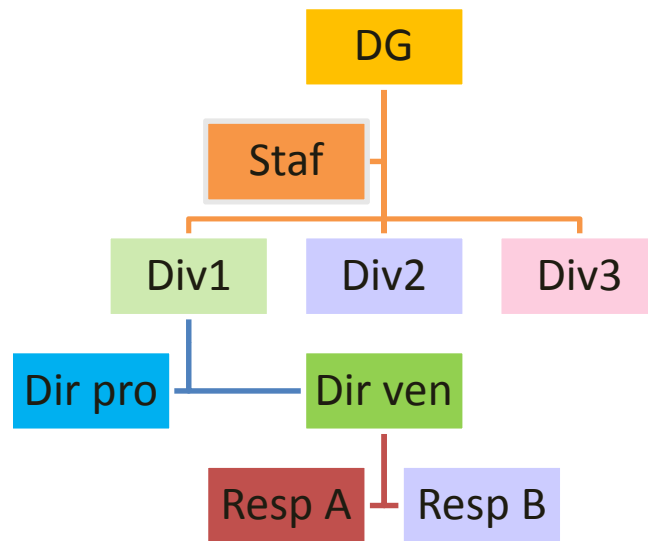 DG
Staf
Div1
Div2
Div3
Dir pro
Dir ven
Resp A
Resp B